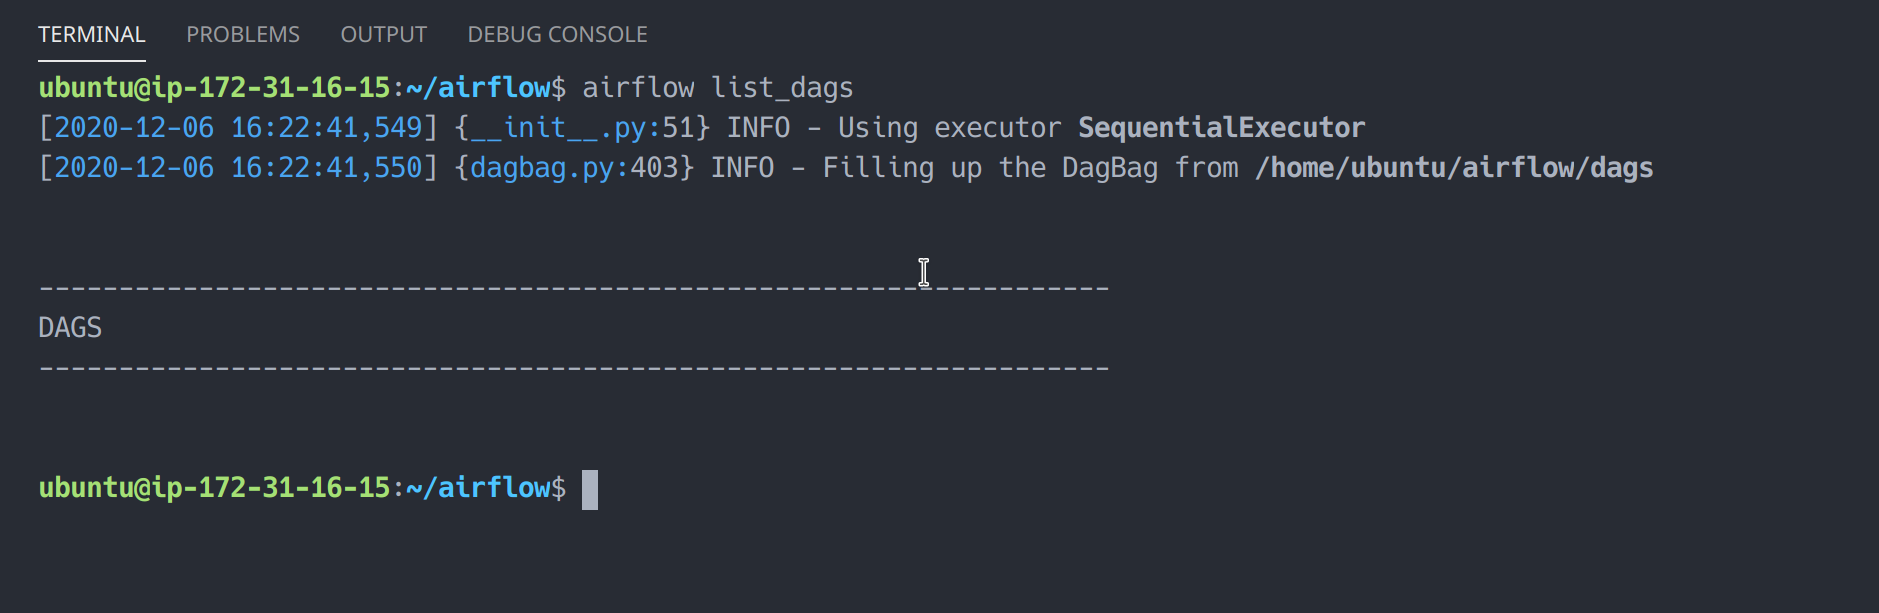 TERMINAL PROBLEMS OUTPUT DEBUG CONSOLE
ubuntu@ip-172-31-16-15:~/airflow$ airflow list_dags
[2020-12-06 16:22:41,549] {__init__.py:51} INFO - Using executor SequentialExecutor
[2020-12-06 16:22:41,550] {dagbag.py:403} INFO - Filling up the DagBag from /home/ubuntu/airflow/dags
-------------------------------------------------------------------
DAGS
-------------------------------------------------------------------
ubuntu@ip-172-31-16-15:~/airflow$